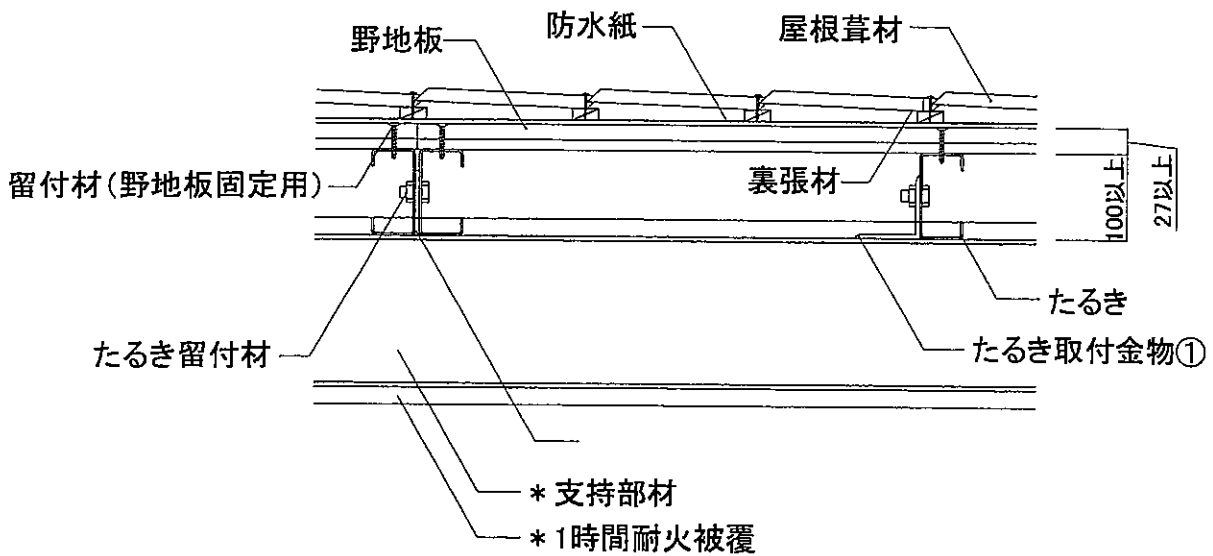 野地板
防水紙
屋根葺材
留付材(野地板固定用)
裏張材
100以上
27以上
たるき
たるき留付材
たるき取付金物①
*支持部材
*1時間耐火被覆